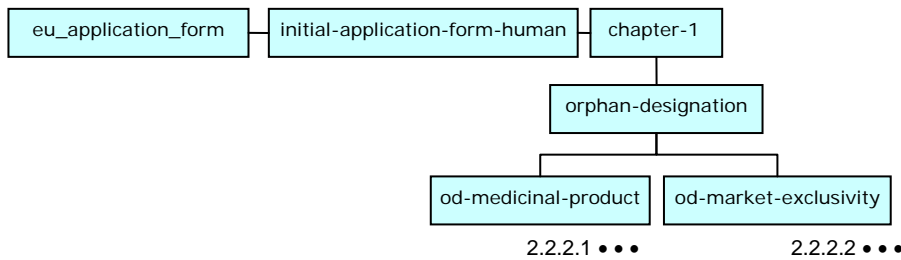 eu_application_form initial-application-form-human chapter-1
orphan-designation
od-medicinal-product od-market-exclusivity
2.2.2.1 ● ● ● 2.2.2.2 ● ● ●